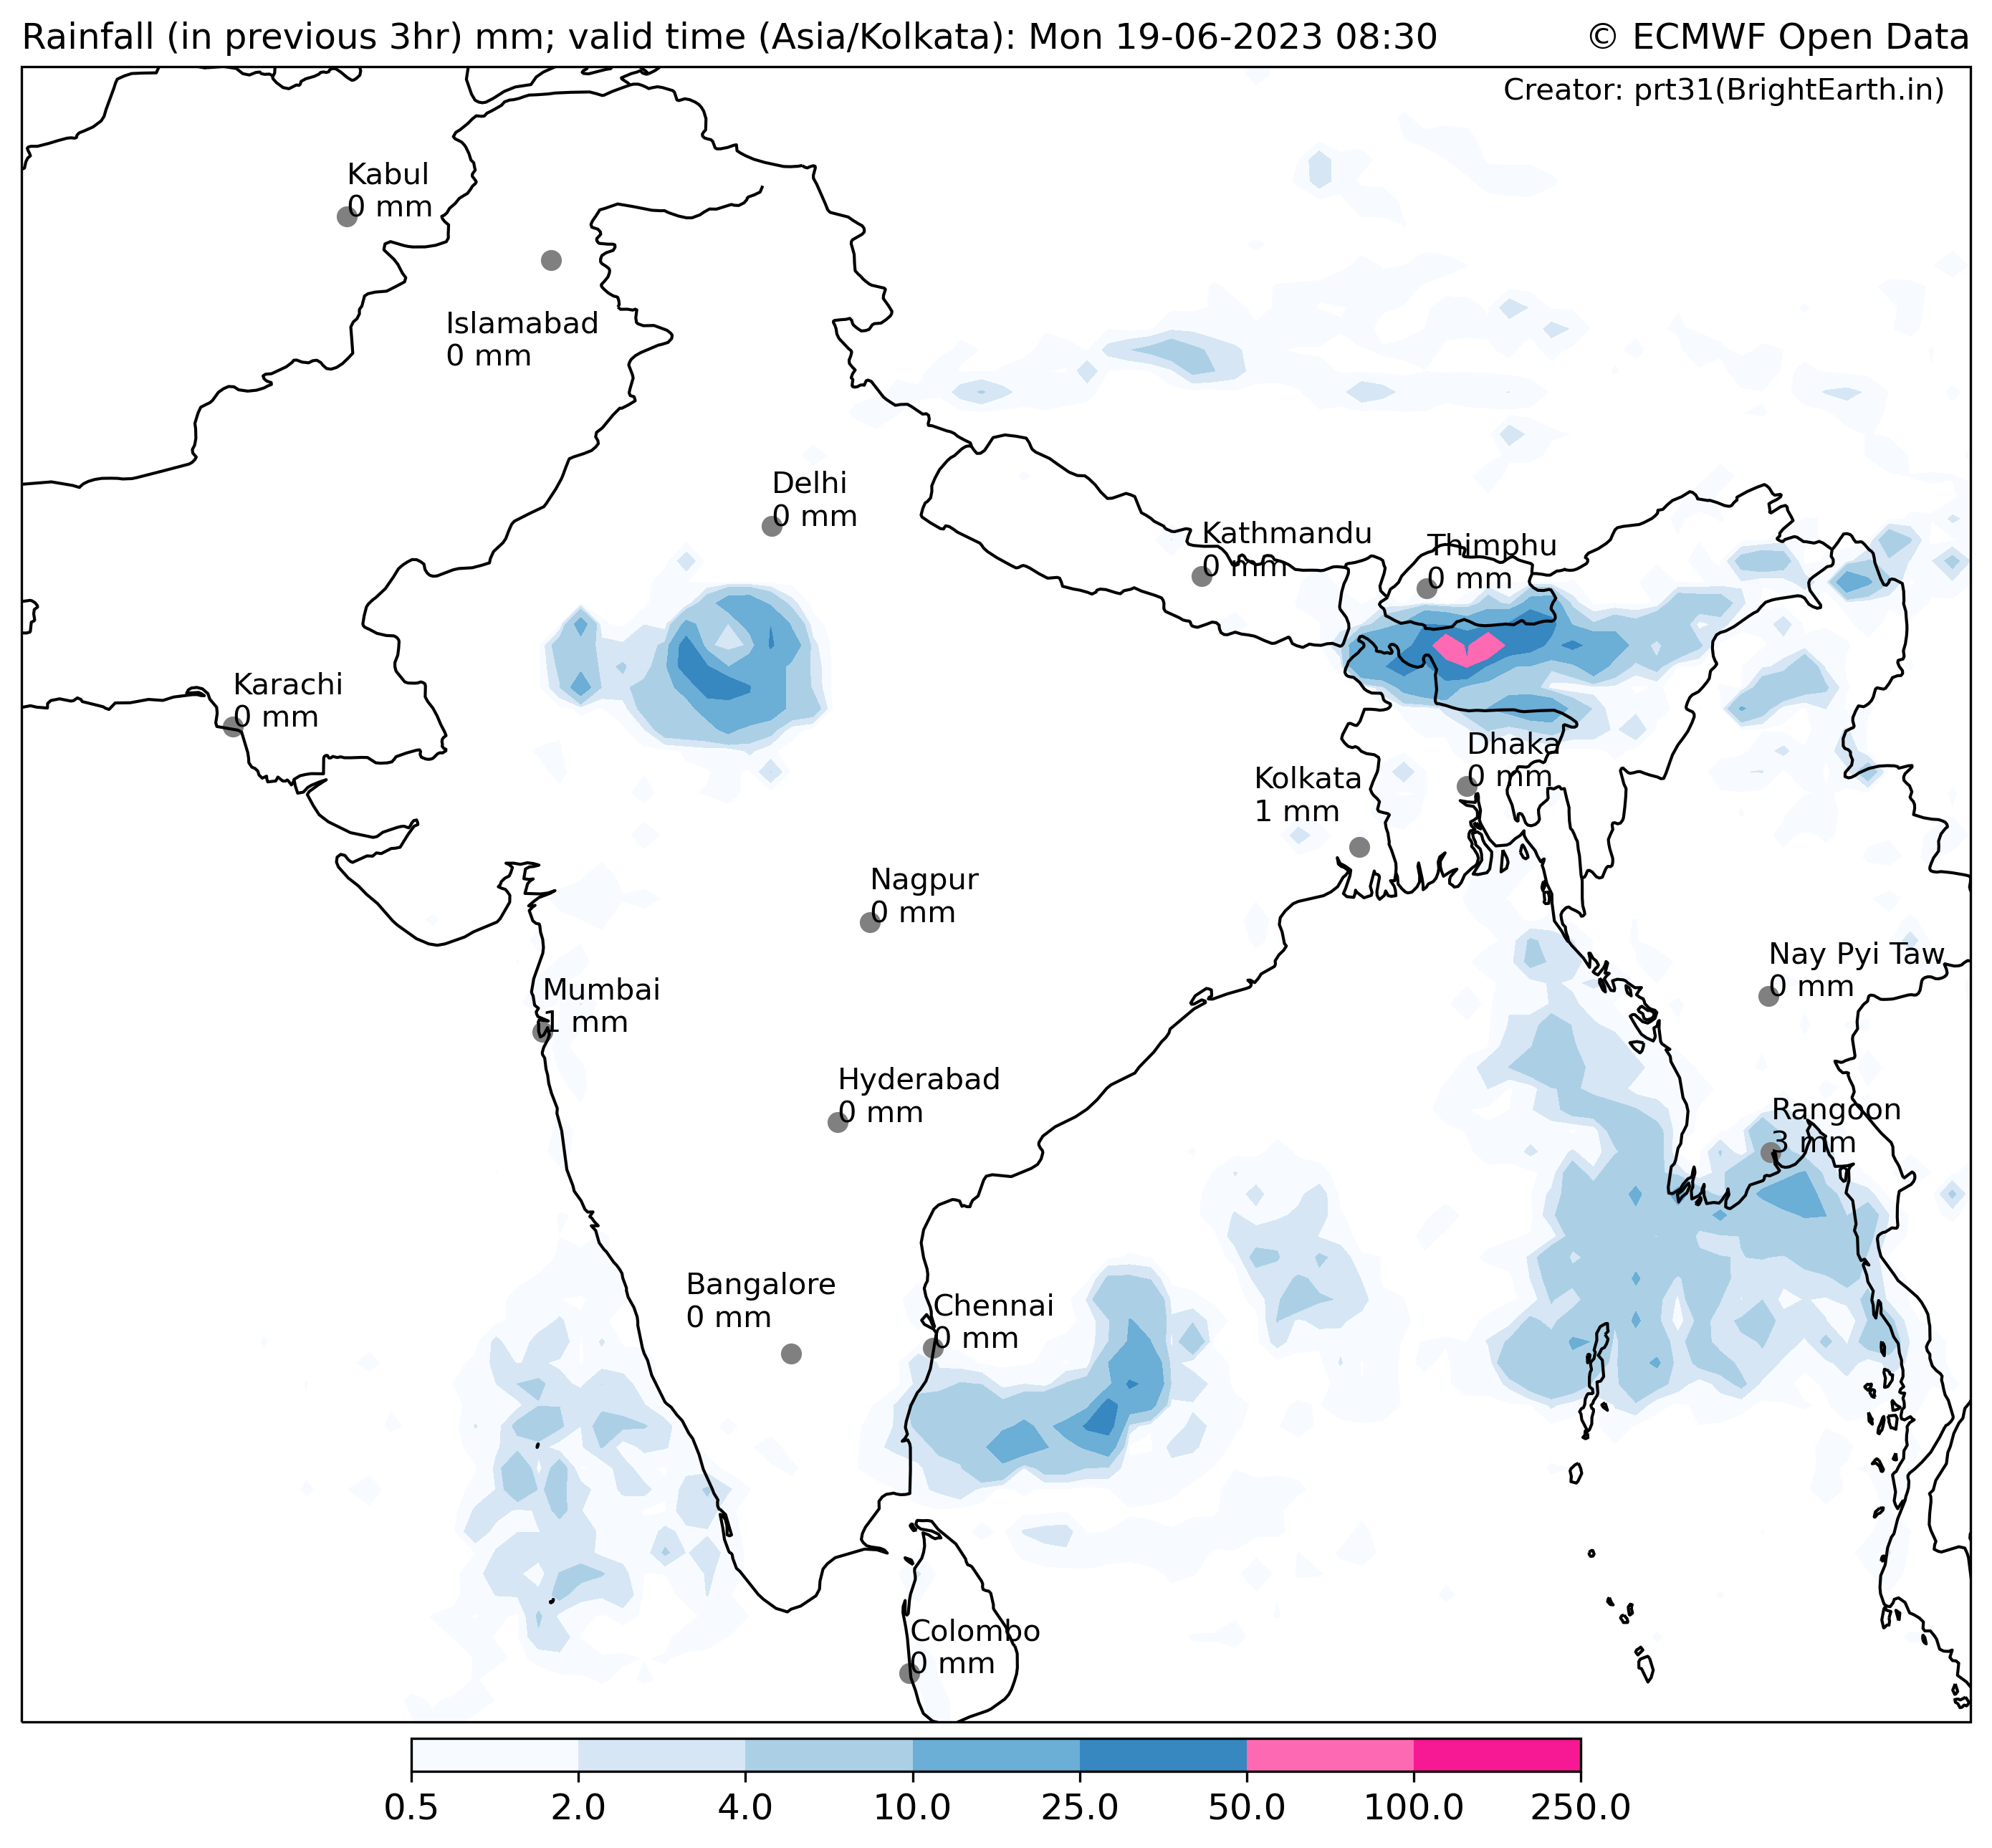 Rainfall (in previous 3hr) mm; valid time (Asia/Kolkata): Mon 19-06-2023 08:30
© ECMWF Open Data
Creator: prt31(BrightEarth.in)
Kabul
0 mm
Islamabad
0 mm
Delhi
0 mm
Kathmandu
0 mm
Thimphu
0 mm
Karachi
0 mm
Dhaka
0 mm
Kolkata
1 mm
Nagpur
0 mm
Nay Pyi Taw
0 mm
Mumbai
1 mm
Hyderabad
0 mm
Rangoon
3 mm
Bangalore
0 mm
Chennai
0 mm
Colombo
0 mm
0.5 2.0 4.0 10.0 25.0 50.0 100.0 250.0